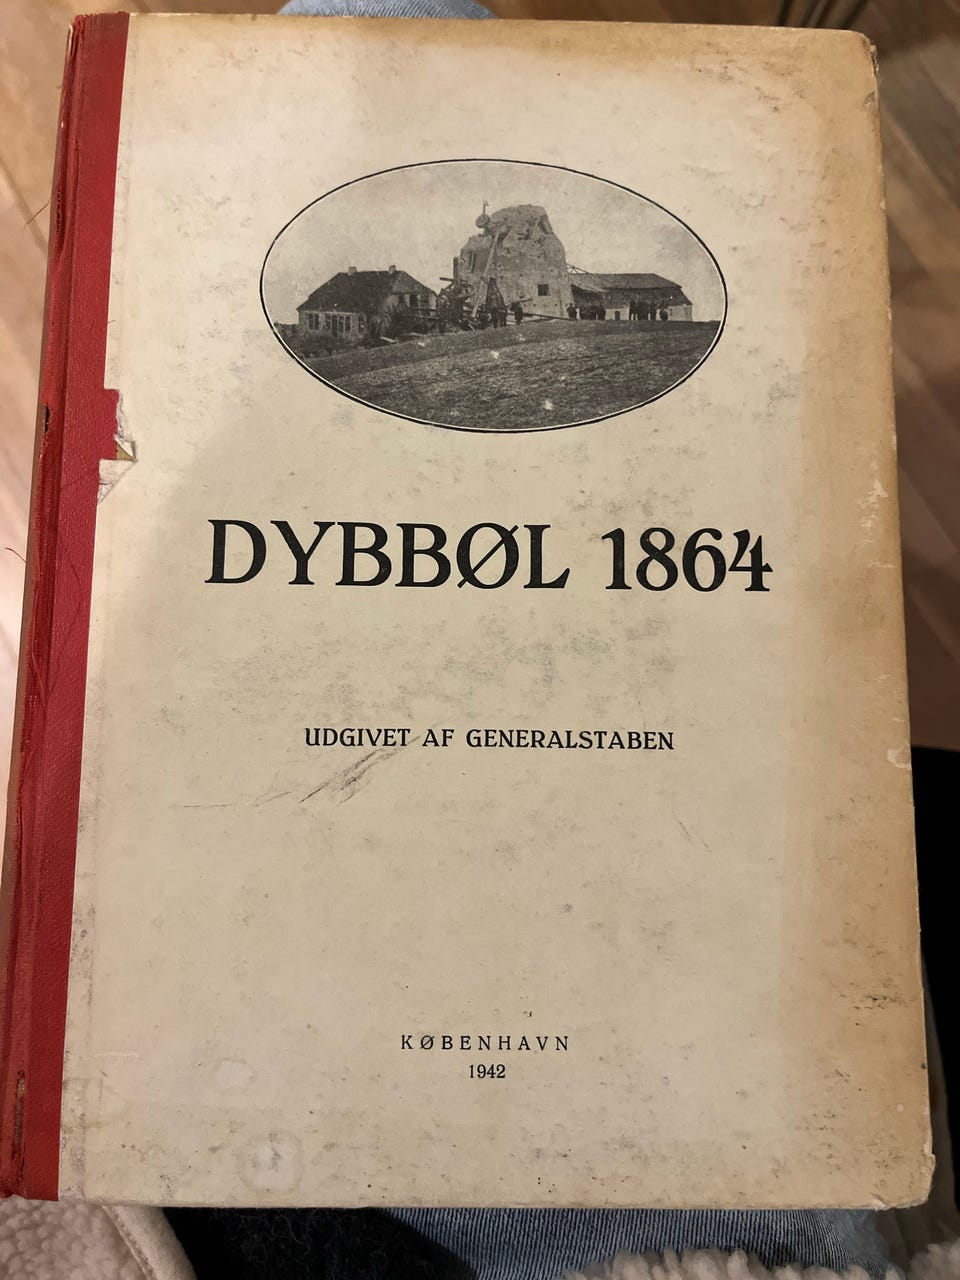 DYBBØL 1864
UDGIVET AF GENERALSTABEN
KØBENHAVN
1942